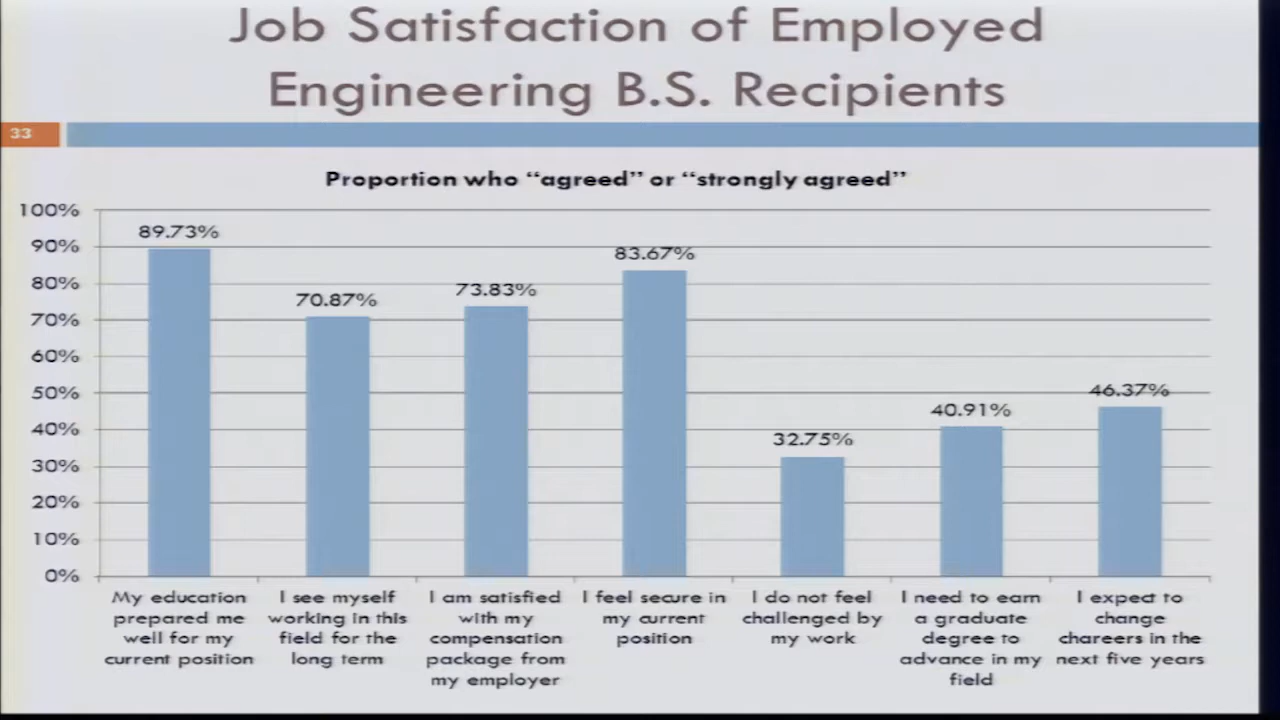 Job Satisfaction of Employed
Engineering B.S. Recipients
33
Proportion who “agreed” or “strongly agreed”
100%
90%
80%
70%
60%
50%
40%
30%
20%
10%
0%
89.73%
70.87%
73.83%
83.67%
32.75%
40.91%
46.37%
My education
prepared me
well for my
current position
I see myself
working in this
field for the
long term
I am satisfied
with my
compensation
package from
my employer
I feel secure in
my current
position
I do not feel
challenged by
my work
I need to earn
a graduate
degree to
advance in my
field
I expect to
change
chareers in the
next five years